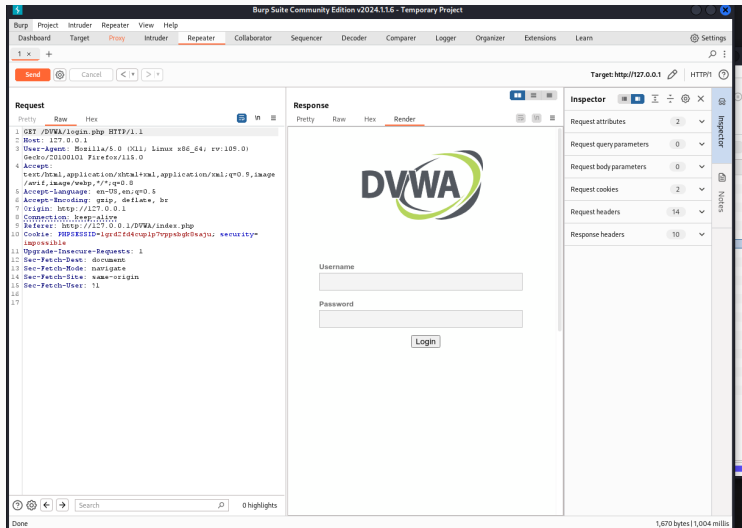 Burp Suite Community Edition v2024.1.1.6 - Temporary Project
Burp Project Intruder Repeater View Help
Dashboard Target Proxy Intruder Repeater Collaborator Sequencer Decoder Comparer Logger Organizer Extensions Learn Settings
1 × +
Send Cancel < > Target: http://127.0.0.1 HTTP/1
Request
Pretty Raw Hex
1 GET /DVWA/login.php HTTP/1.1
2 Host: 127.0.0.1
3 User-Agent: Mozilla/5.0 (X11; Linux x86_64; rv:109.0)
Gecko/20100101 Firefox/115.0
4 Accept:
text/html,application/xhtml+xml,application/xml;q=0.9,image
/avif,image/webp,*/*;q=0.8
5 Accept-Language: en-US,en;q=0.5
6 Accept-Encoding: gzip, deflate, br
7 Origin: http://127.0.0.1
8 Connection: keep-alive
9 Referer: http://127.0.0.1/DVWA/index.php
10 Cookie: security=
impossible
11 Upgrade-Insecure-Requests: 1
12 Sec-Fetch-Dest: document
13 Sec-Fetch-Mode: navigate
14 Sec-Fetch-Site: same-origin
15 Sec-Fetch-User: ?1
16
17
Search 0 highlights
Response
Pretty Raw Hex Render
DVWA
Username
Password
Login
Inspector
Request attributes 2
Request query parameters 0
Request body parameters 0
Request cookies 2
Request headers 14
Response headers 10
Inspector
Notes
Done
1,670 bytes | 1,004 millis